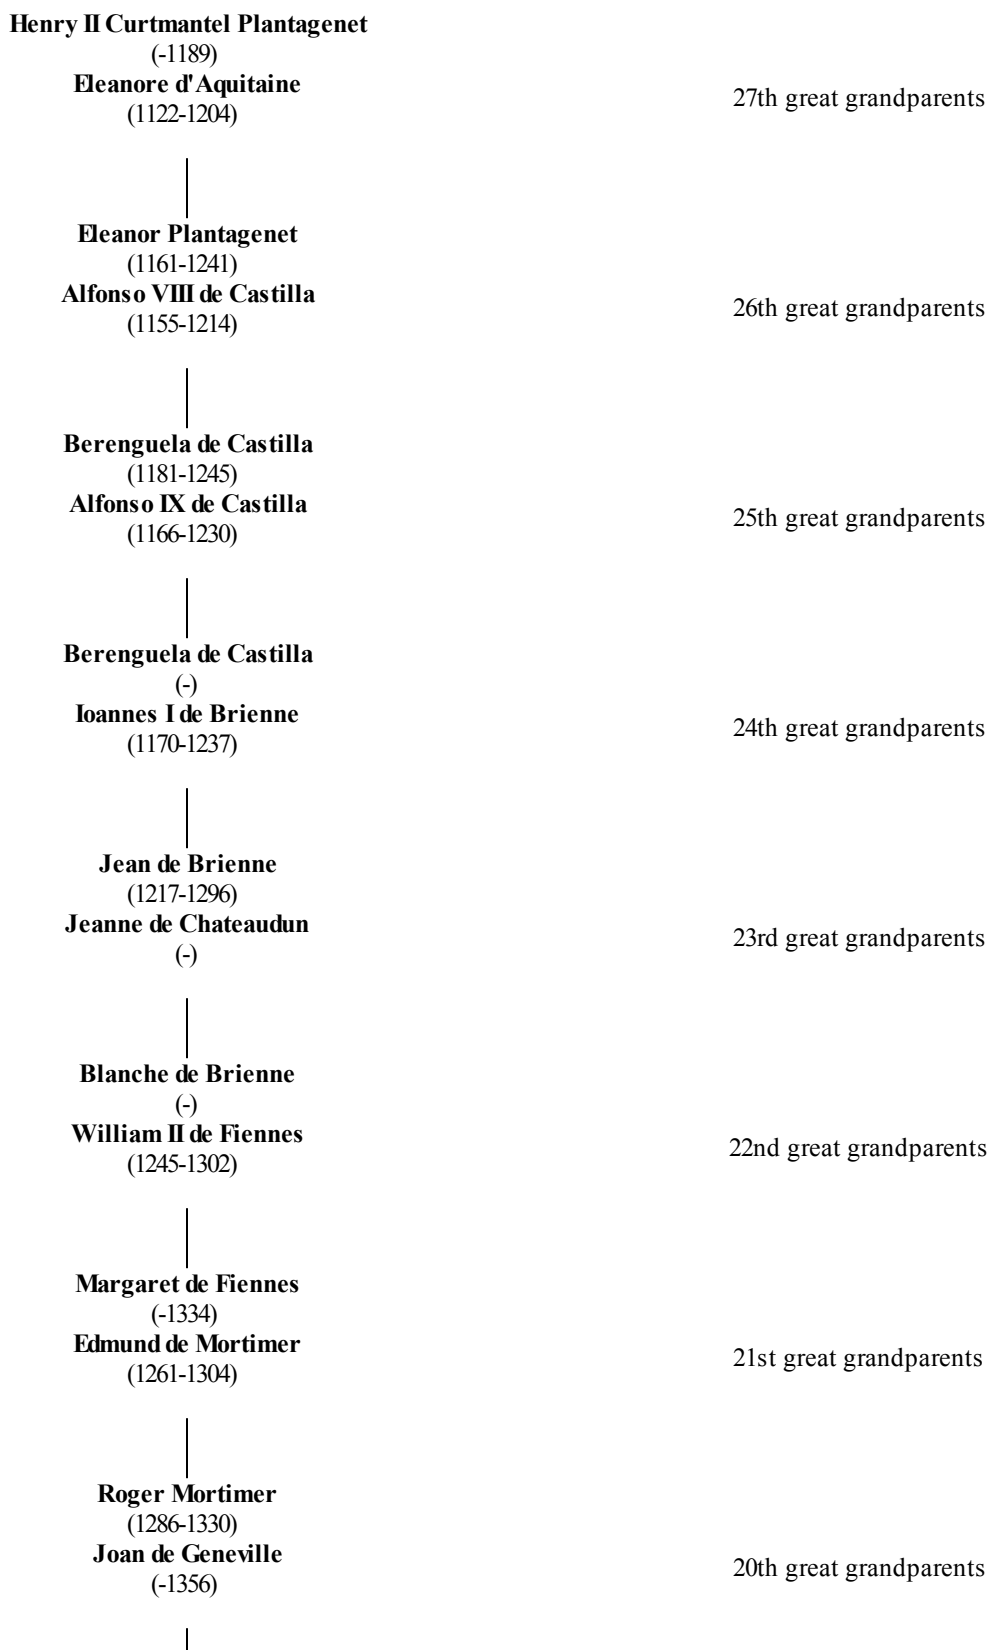 Henry II Curtmantel Plantagenet
(-1189)
Eleanore d'Aquitaine
(1122-1204)
27th great grandparents
Eleanor Plantagenet
(1161-1241)
Alfonso VIII de Castilla
(1155-1214)
26th great grandparents
Berenguela de Castilla
(1181-1245)
Alfonso IX de Castilla
(1166-1230)
25th great grandparents
Berenguela de Castilla
(-)
Ioannes I de Brienne
(1170-1237)
24th great grandparents
Jean de Brienne
(1217-1296)
Jeanne de Chateaudun
(-)
23rd great grandparents
Blanche de Brienne
(-)
William II de Fiennes
(1245-1302)
22nd great grandparents
Margaret de Fiennes
(-1334)
Edmund de Mortimer
(1261-1304)
21st great grandparents
Roger Mortimer
(1286-1330)
Joan de Geneville
(-1356)
20th great grandparents